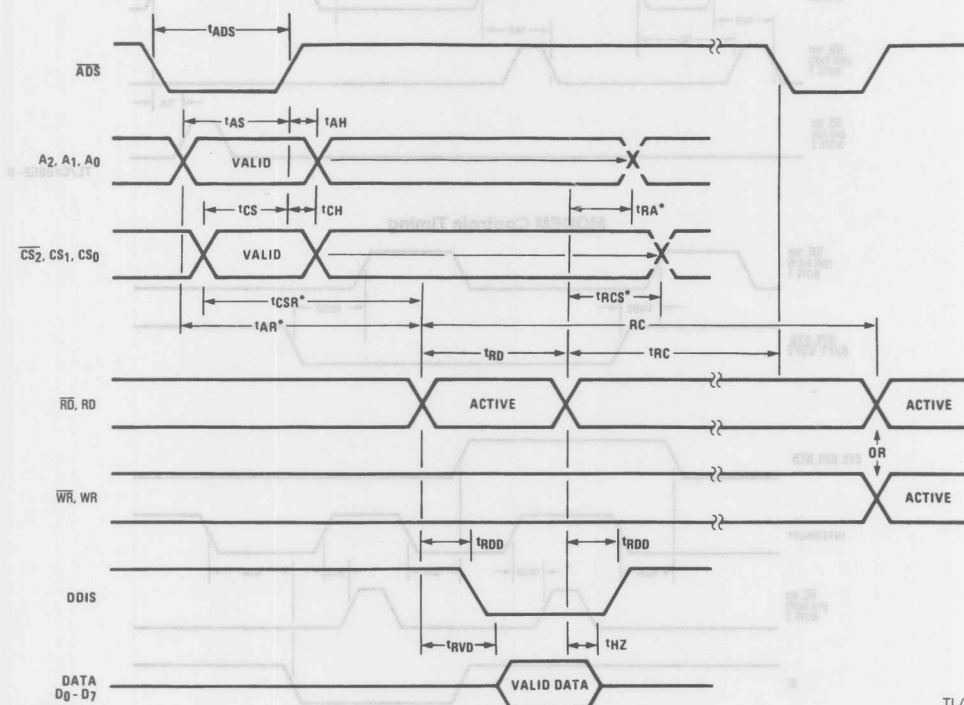 tADS
ADS
tAS
tAH
A2, A1, A0
VALID
tCS
tCH
tRA*
MODEM Controls Timing
CS2, CS1, CS0
VALID
tCSR*
tRCS*
tAR*
RC
tRD
tRC
RD, RD
ACTIVE
ACTIVE
OR
WR, WR
ACTIVE
tRDD
tRDD
INTERRUPT
DDIS
tRVD
tHZ
DATA
D0 - D7
VALID DATA
TL/